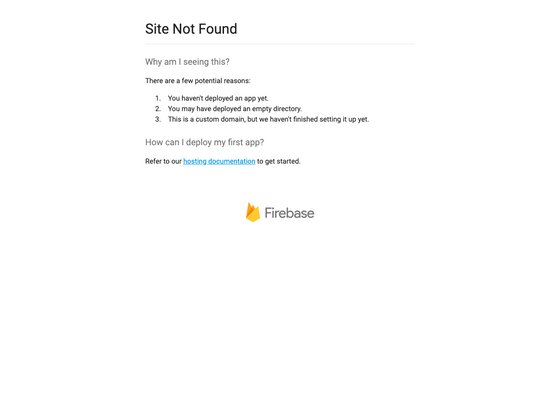 Site Not Found
Why am I seeing this?
There are a few potential reasons:
1. You haven't deployed an app yet.
2. You may have deployed an empty directory.
3. This is a custom domain, but we haven't finished setting it up yet.
How can I deploy my first app?
Refer to our hosting documentation to get started.
Firebase